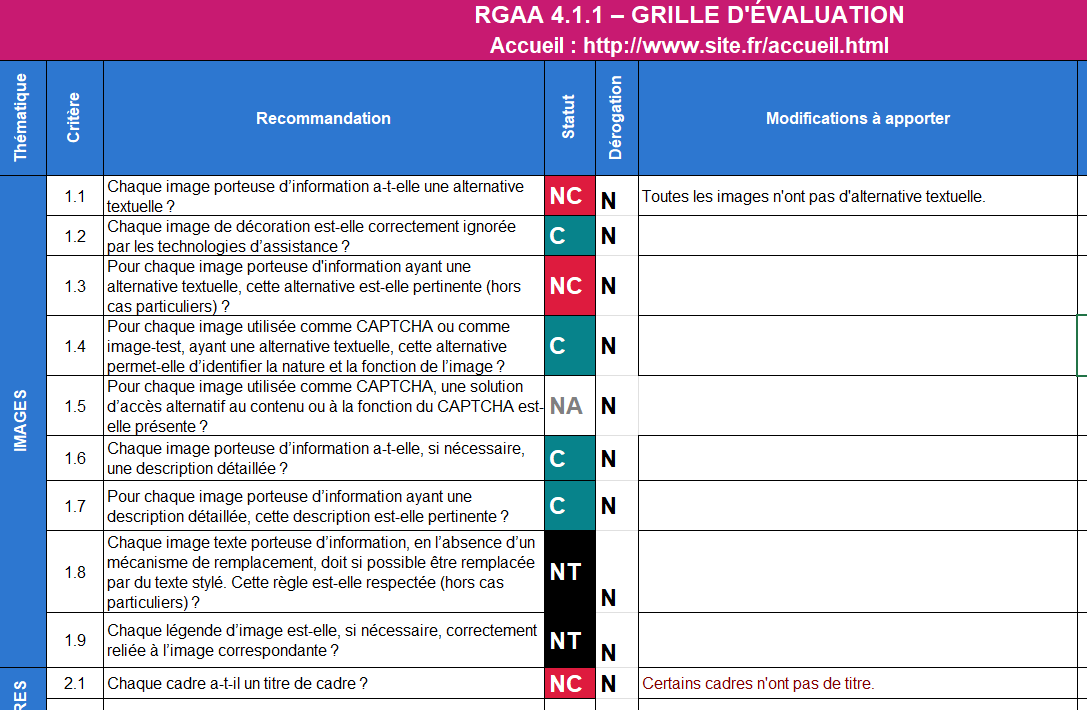 RGAA 4.1.1 – GRILLE D'ÉVALUATION
Accueil : http://www.site.fr/accueil.html
Thématique
Critère
Recommandation
Statut
Dérogation
Modifications à apporter
IMAGES
1.1
Chaque image porteuse d’information a-t-elle une alternative
textuelle ?
NC
N
Toutes les images n'ont pas d'alternative textuelle.
1.2
Chaque image de décoration est-elle correctement ignorée
par les technologies d’assistance ?
C
N
1.3
Pour chaque image porteuse d'information ayant une
alternative textuelle, cette alternative est-elle pertinente (hors
cas particuliers) ?
NC
N
1.4
Pour chaque image utilisée comme CAPTCHA ou comme
image-test, ayant une alternative textuelle, cette alternative
permet-elle d’identifier la nature et la fonction de l’image ?
C
N
1.5
Pour chaque image utilisée comme CAPTCHA, une solution
d’accès alternatif au contenu ou à la fonction du CAPTCHA est-
elle présente ?
NA
N
1.6
Chaque image porteuse d’information a-t-elle, si nécessaire,
une description détaillée ?
C
N
1.7
Pour chaque image porteuse d’information ayant une
description détaillée, cette description est-elle pertinente ?
C
N
1.8
Chaque image texte porteuse d’information, en l’absence d’un
mécanisme de remplacement, doit si possible être remplacée
par du texte stylé. Cette règle est-elle respectée (hors cas
particuliers) ?
NT
N
1.9
Chaque légende d’image est-elle, si nécessaire, correctement
reliée à l’image correspondante ?
NT
N
RES
2.1
Chaque cadre a-t-il un titre de cadre ?
NC
N
Certains cadres n'ont pas de titre.